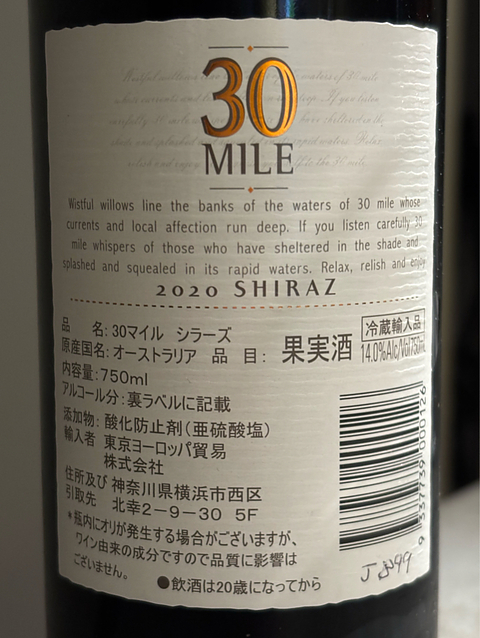 30
MILE
Wistful willows line the banks of the waters of 30 mile whose
currents and local affection run deep. If you listen carefully 30
mile whispers of those who have sheltered in the shade and
splashed and squealed in its rapid waters. Relax, relish and enjoy
2020 SHIRAZ
品 名:30マイル シラーズ
冷蔵輸入品
原産国名:オーストラリア 品 目: 果実酒 14.0%Alc/Vol750mL
内容量:750ml
アルコール分:裏ラベルに記載
添加物:酸化防止剤(亜硫酸塩)
輸入者 東京ヨーロッパ貿易
株式会社
住所及び 神奈川県横浜市西区
引取先 北幸2-9-30 5F
*瓶内にオリが発生する場合がございますが、
ワイン由来の成分ですので品質に影響は
ございません。
●飲酒は20歳になってから
9 337739 000126